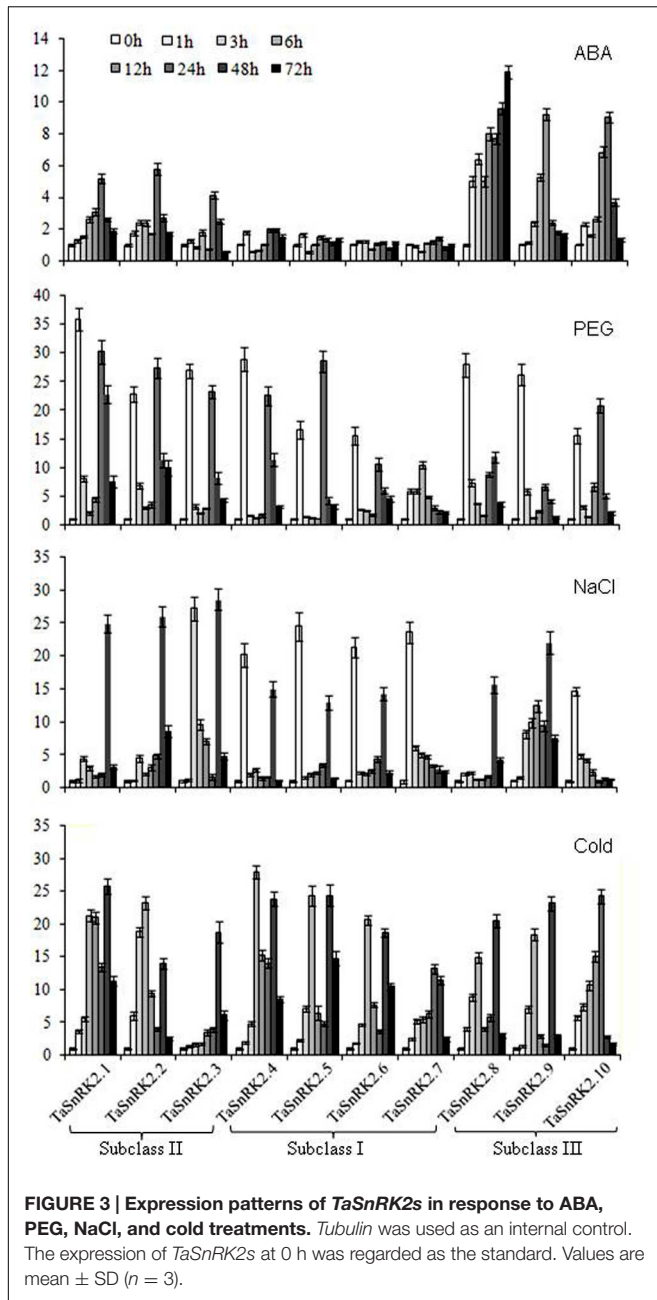 0h 1h 3h 6h
12h 24h 48h 72h
ABA
14
12
10
8
6
4
2
0
PEG
40
35
30
25
20
15
10
5
0
NaCl
35
30
25
20
15
10
5
0
Cold
35
30
25
20
15
10
5
0
TaSnRK2.1 TaSnRK2.2 TaSnRK2.3 TaSnRK2.4 TaSnRK2.5 TaSnRK2.6 TaSnRK2.7 TaSnRK2.8 TaSnRK2.9 TaSnRK2.10
Subclass II Subclass I Subclass III
FIGURE 3 | Expression patterns of TaSnRK2s in response to ABA,
PEG, NaCl, and cold treatments. Tubulin was used as an internal control.
The expression of TaSnRK2s at 0 h was regarded as the standard. Values are
mean ± SD (n = 3).